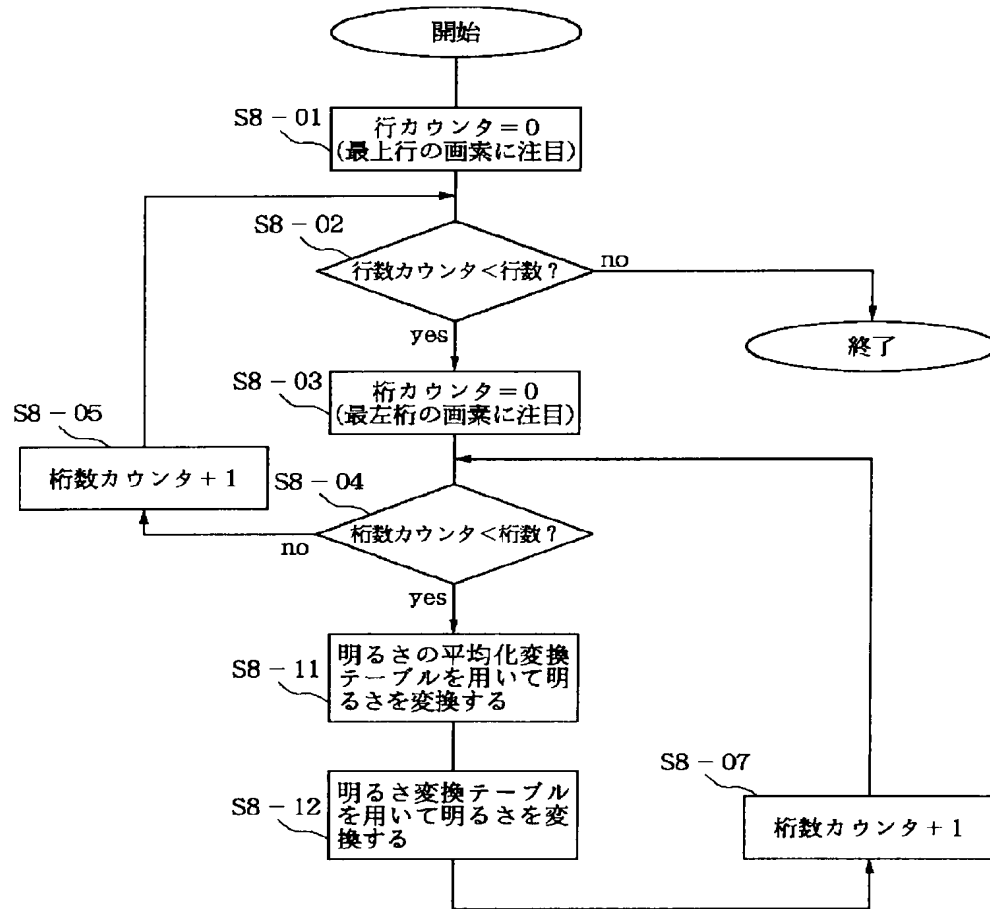 開始
S8-01
行カウンタ=0
(最上行の画素に注目)
S8-02
行数カウンタ<行数?
no
yes
終了
S8-03
桁カウンタ=0
(最左桁の画素に注目)
S8-05
桁数カウンタ+1
S8-04
桁数カウンタ<桁数?
no
yes
S8-11
明るさの平均化変換
テーブルを用いて明
るさを変換する
S8-12
明るさ変換テーブル
を用いて明るさを変
換する
S8-07
桁数カウンタ+1